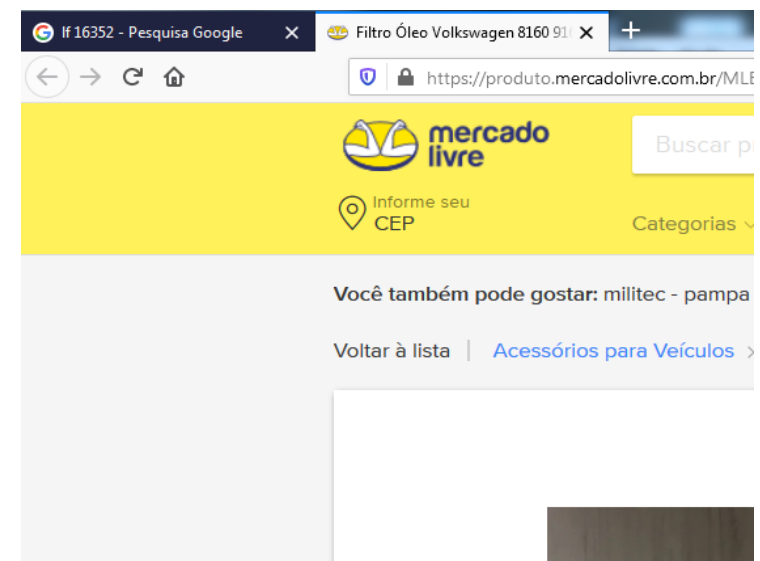 lf 16352 - Pesquisa Google
Filtro Óleo Volkswagen 8160 91
https://produto.mercadolivre.com.br/MLB
mercado
livre
Buscar pr
Informe seu
CEP
Categorias
Você também pode gostar: militec - pampa
Voltar à lista | Acessórios para Veículos >